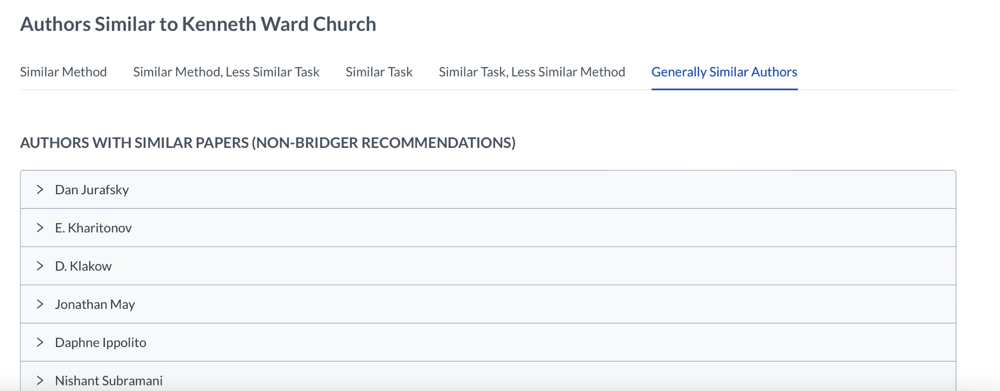 Authors Similar to Kenneth Ward Church
Similar Method Similar Method, Less Similar Task Similar Task Similar Task, Less Similar Method Generally Similar Authors
AUTHORS WITH SIMILAR PAPERS (NON-BRIDGER RECOMMENDATIONS)
Dan Jurafsky
E. Kharitonov
D. Klakow
Jonathan May
Daphne Ippolito
Nishant Subramani